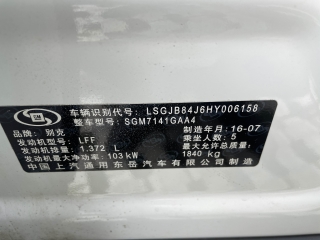 车辆识别代号: LSGJB84J6HY006158
整车型号: SGM7141GAA4
品牌: 别克 制造年月: 16-07
发动机型号: LFF 乘坐人数: 5
发动机排量: 1.372 L 最大允许总质量:
发动机最大净功率: 103 kW 1840 kg
中国上汽通用东岳汽车有限公司制造